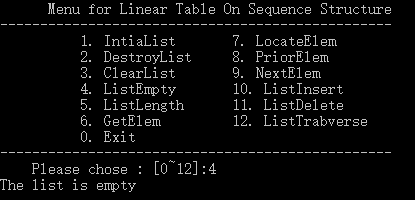 Menu for Linear Table On Sequence Structure
-------------------------------------------------
1. IntiaList 7. LocateElem
2. DestroyList 8. PriorElem
3. ClearList 9. NextElem
4. ListEmpty 10. ListInsert
5. ListLength 11. ListDelete
6. GetElem 12. ListTrabverse
0. Exit
-------------------------------------------------
Please chose : [0~12]:4
The list is empty